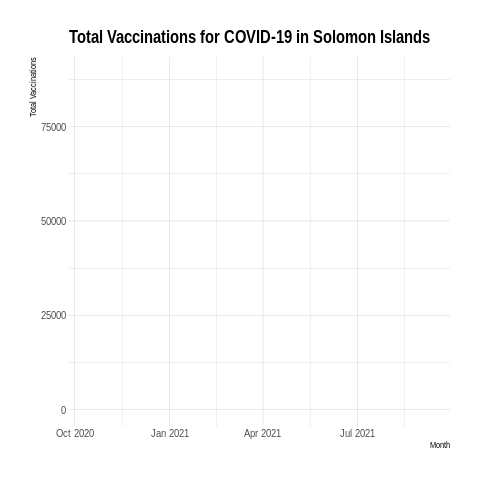 Total Vaccinations for COVID-19 in Solomon Islands
Total Vaccinations
75000
50000
25000
0
Oct 2020 Jan 2021 Apr 2021 Jul 2021
Month